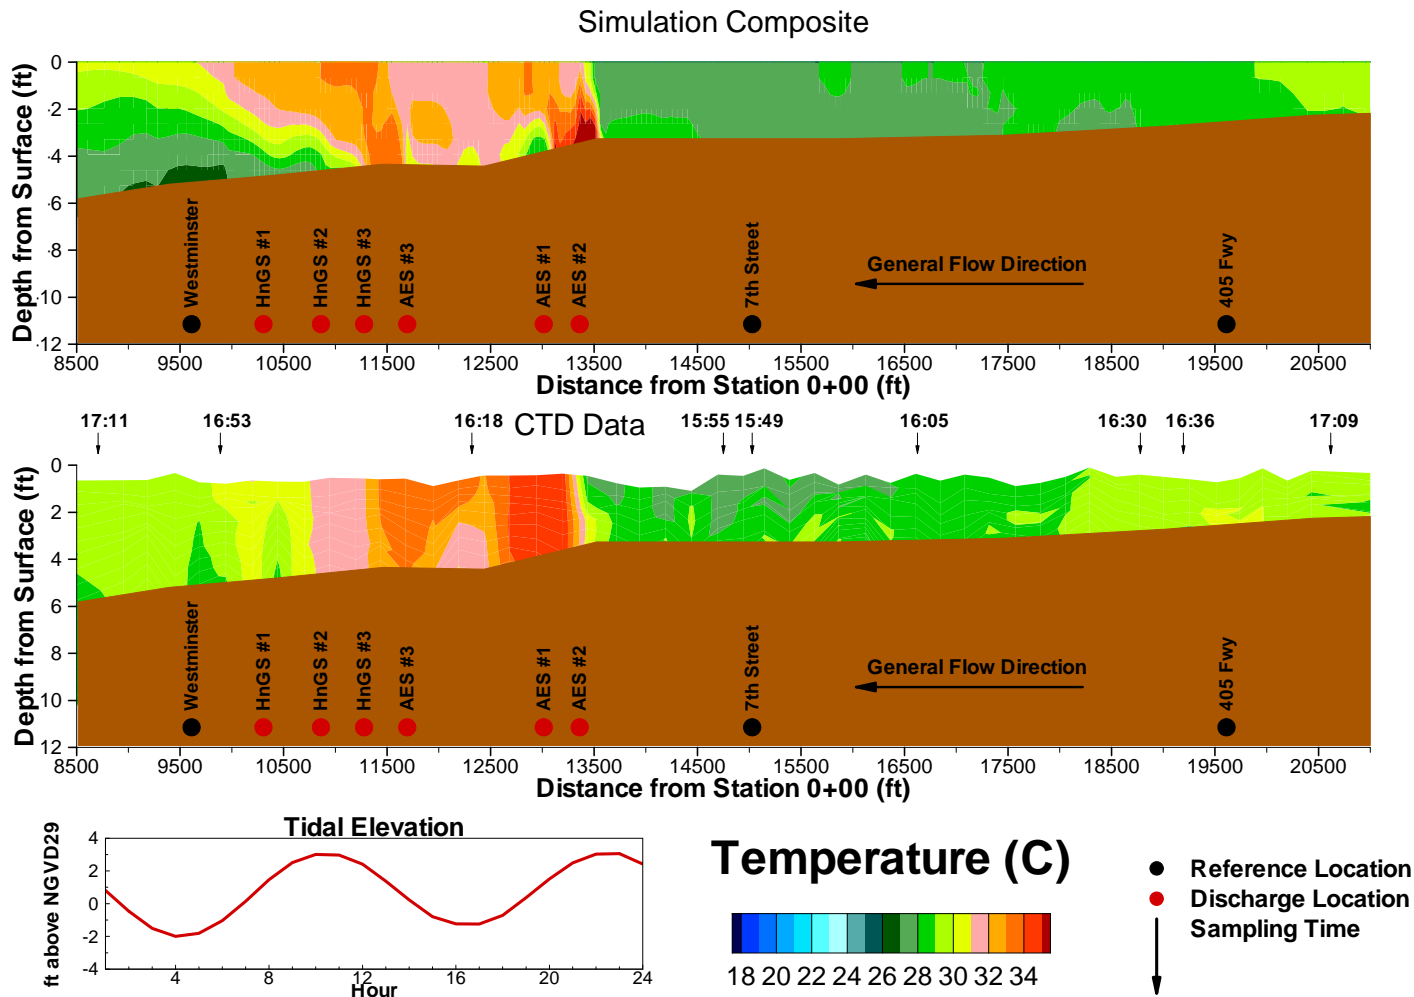 Simulation Composite
Depth from Surface (ft)
0
-2
-4
-6
-8
-10
-12
Westminster
HnGS #1
HnGS #2
HnGS #3
AES #3
AES #1
AES #2
7th Street
General Flow Direction
405 Fwy
8500 9500 10500 11500 12500 13500 14500 15500 16500 17500 18500 19500 20500
Distance from Station 0+00 (ft)
17:11 16:53 16:18 CTD Data 15:55 15:49 16:05 16:30 16:36 17:09
Depth from Surface (ft)
0
2
4
6
8
10
12
Westminster
HnGS #1
HnGS #2
HnGS #3
AES #3
AES #1
AES #2
7th Street
General Flow Direction
405 Fwy
8500 9500 10500 11500 12500 13500 14500 15500 16500 17500 18500 19500 20500
Distance from Station 0+00 (ft)
Tidal Elevation
ft above NGVD29
4
2
0
-2
-4
4 8 12 16 20 24
Hour
Temperature (C)
18 20 22 24 26 28 30 32 34
Reference Location
Discharge Location
Sampling Time